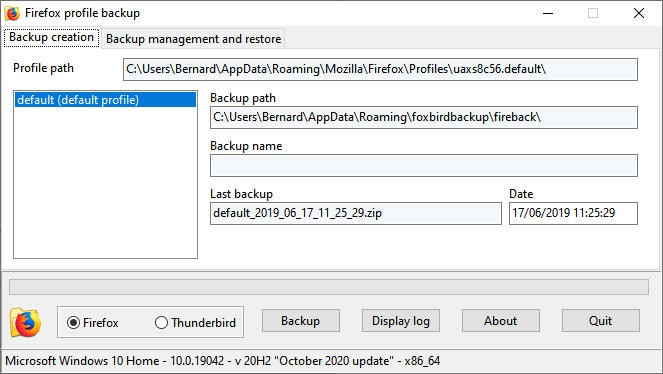 Firefox profile backup
Backup creation
Backup management and restore
Profile path
C:\Users\Bernard\AppData\Roaming\Mozilla\Firefox\Profiles\uaxs8c56.default\
default (default profile)
Backup path
C:\Users\Bernard\AppData\Roaming\foxbirdbackup\fireback\
Backup name
Last backup
Date
default_2019_06_17_11_25_29.zip
17/06/2019 11:25:29
Firefox
Thunderbird
Backup
Display log
About
Quit
Microsoft Windows 10 Home - 10.0.19042 - v 20H2 "October 2020 update" - x86_64